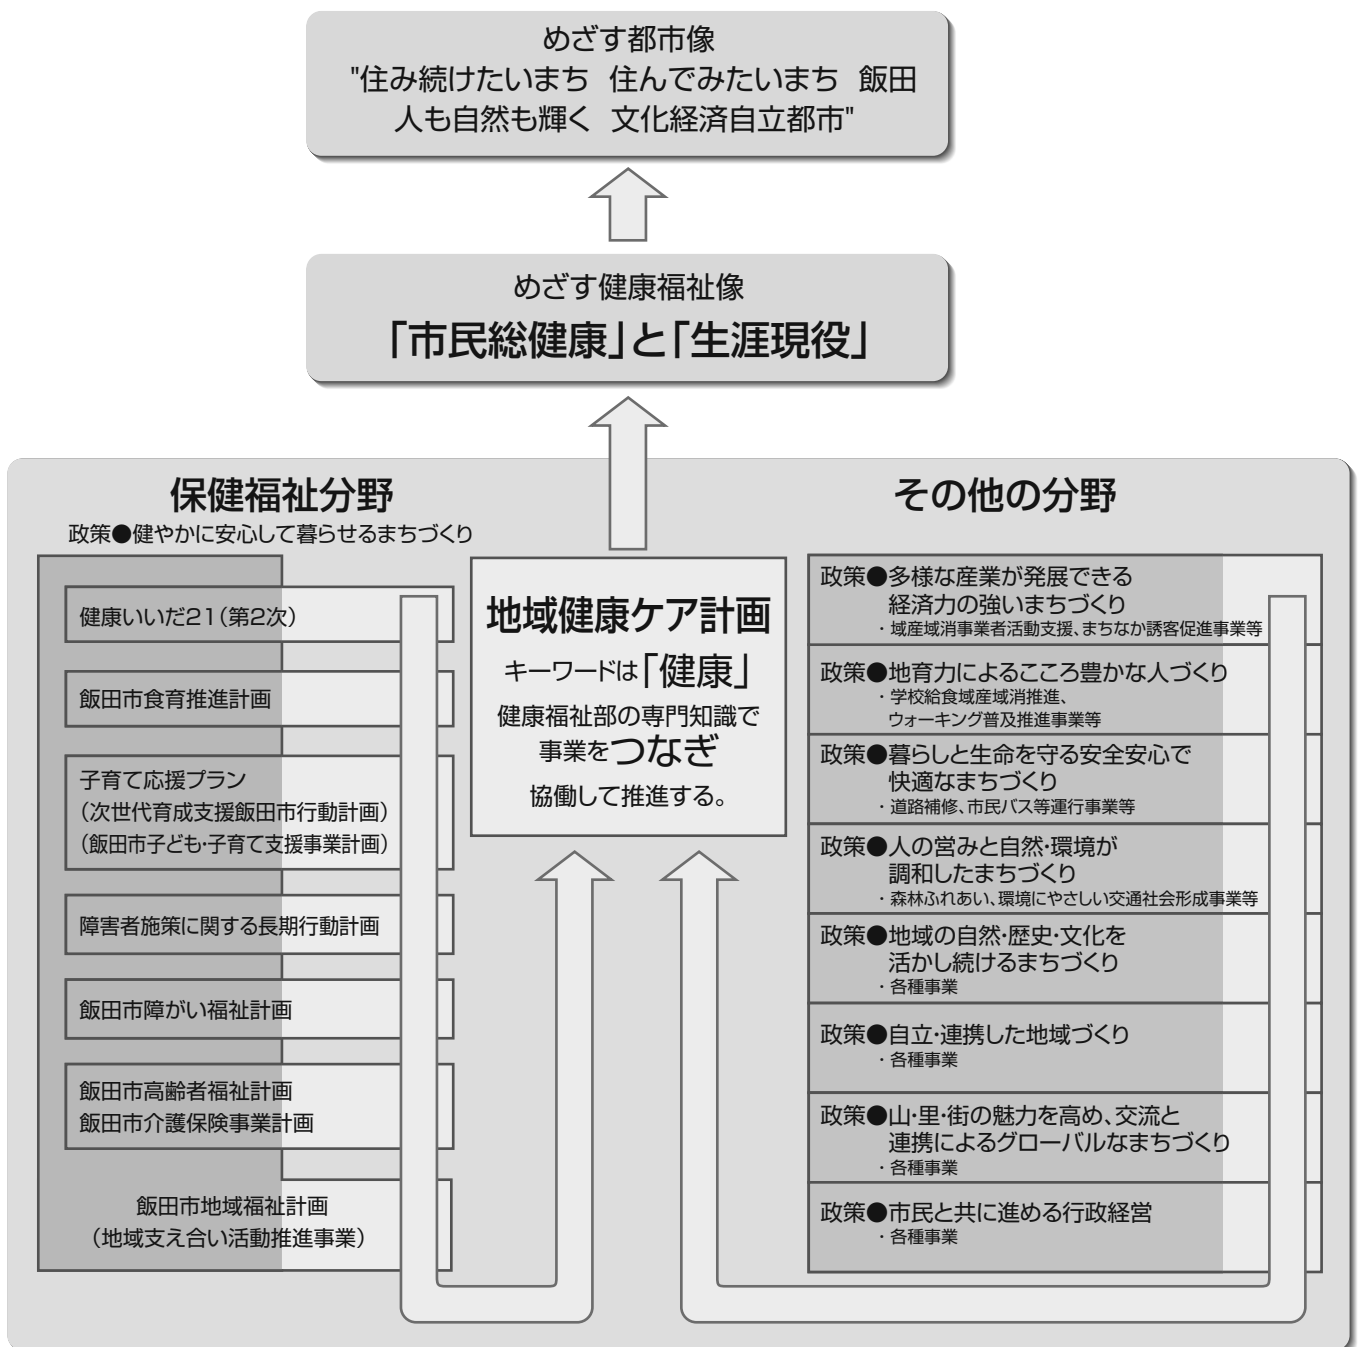 めざす都市像
"住み続けたいまち 住んでみたいまち 飯田
人も自然も輝く 文化経済自立都市"
めざす健康福祉像
「市民総健康」と「生涯現役」
保健福祉分野
政策●健やかに安心して暮らせるまちづくり
健康いいだ21(第2次)
飯田市食育推進計画
子育て応援プラン
(次世代育成支援飯田市行動計画)
(飯田市子ども・子育て支援事業計画)
障害者施策に関する長期行動計画
飯田市障がい福祉計画
飯田市高齢者福祉計画
飯田市介護保険事業計画
飯田市地域福祉計画
(地域支え合い活動推進事業)
地域健康ケア計画
キーワードは「健康」
健康福祉部の専門知識で
事業をつなぎ
協働して推進する。
その他の分野
政策●多様な産業が発展できる
経済力の強いまちづくり
・域産域消事業者活動支援、まちなか誘客促進事業等
政策●地育力によるこころ豊かな人づくり
・学校給食域産域消推進、
ウォーキング普及推進事業等
政策●暮らしと生命を守る安全安心で
快適なまちづくり
・道路補修、市民バス等運行事業等
政策●人の営みと自然・環境が
調和したまちづくり
・森林ふれあい、環境にやさしい交通社会形成事業等
政策●地域の自然・歴史・文化を
活かし続けるまちづくり
・各種事業
政策●自立・連携した地域づくり
・各種事業
政策●山・里・街の魅力を高め、交流と
連携によるグローバルなまちづくり
・各種事業
政策●市民と共に進める行政経営
・各種事業